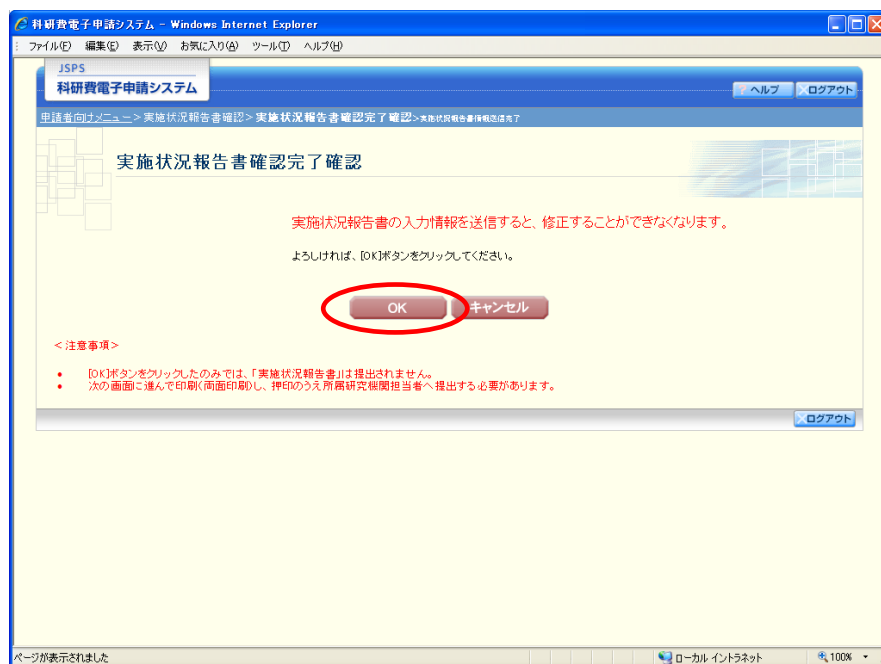 科研費電子申請システム - Windows Internet Explorer
ファイル(F) 編集(E) 表示(V) お気に入り(A) ツール(T) ヘルプ(H)
JSPS
科研費電子申請システム
? ヘルプ ログアウト
申請者向けメニュー>実施状況報告書確認>実施状況報告書確認完了確認>実施状況報告書情報送信完了
実施状況報告書確認完了確認
実施状況報告書の入力情報を送信すると、修正することができなくなります。
よろしければ、[OK]ボタンをクリックしてください。
OK キャンセル
<注意事項>
• [OK]ボタンをクリックしたのみでは、「実施状況報告書」は提出されません。
• 次の画面に進んで印刷(両面印刷)し、押印のうえ所属研究機関担当者へ提出する必要があります。
ログアウト
ページが表示されました ローカル イントラネット 100%